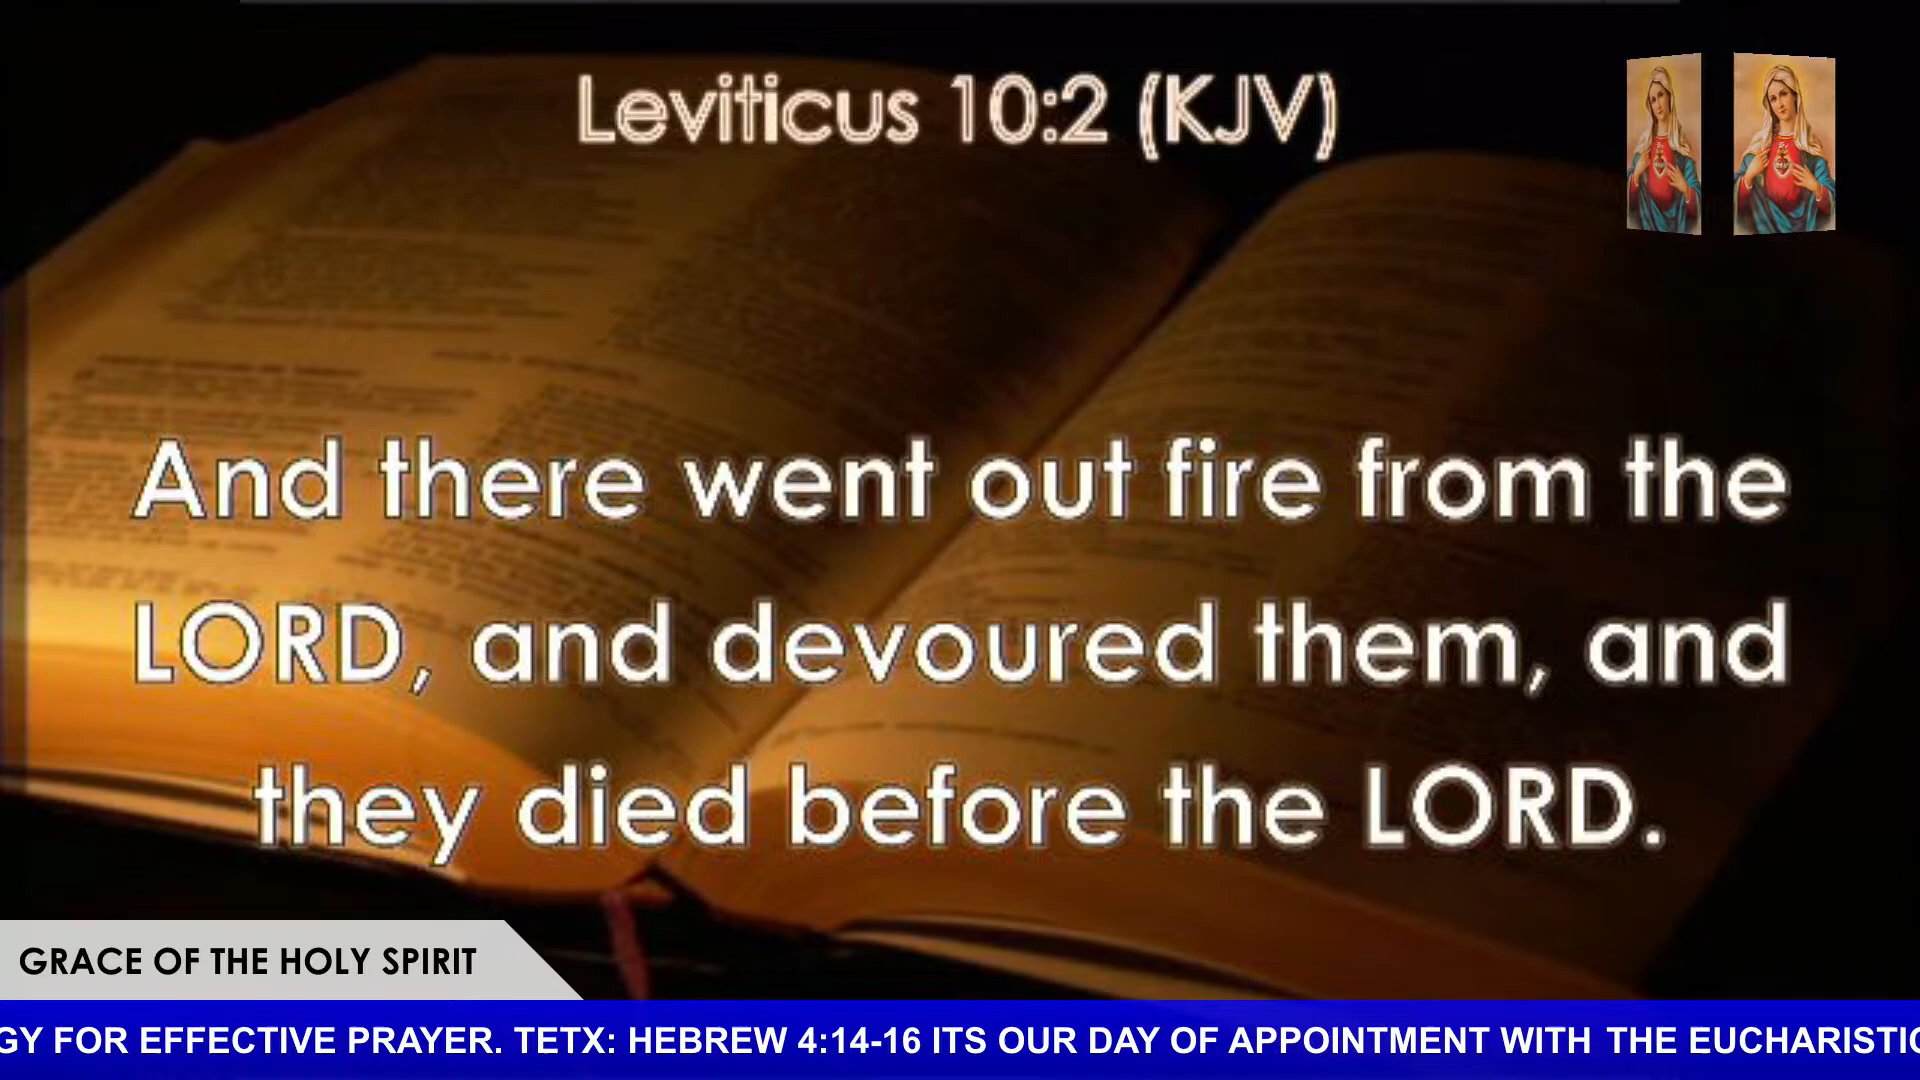 Leviticus 10:2 (KJV)
And there went out fire from the
LORD, and devoured them, and
they died before the LORD.
GRACE OF THE HOLY SPIRIT
GY FOR EFFECTIVE PRAYER. TETX: HEBREW 4:14-16 ITS OUR DAY OF APPOINTMENT WITH THE EUCHARISTIC